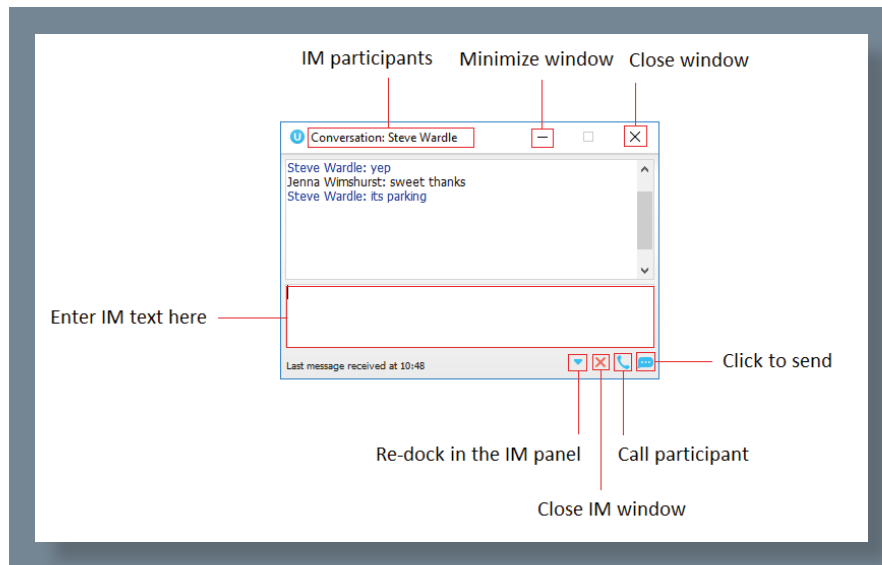 IM participants
Minimize window
Close window
U
Conversation: Steve Wardle
Steve Wardle: yep
Jenna Wimshurst: sweet thanks
Steve Wardle: its parking
Enter IM text here
Last message received at 10:48
Click to send
Re-dock in the IM panel
Call participant
Close IM window